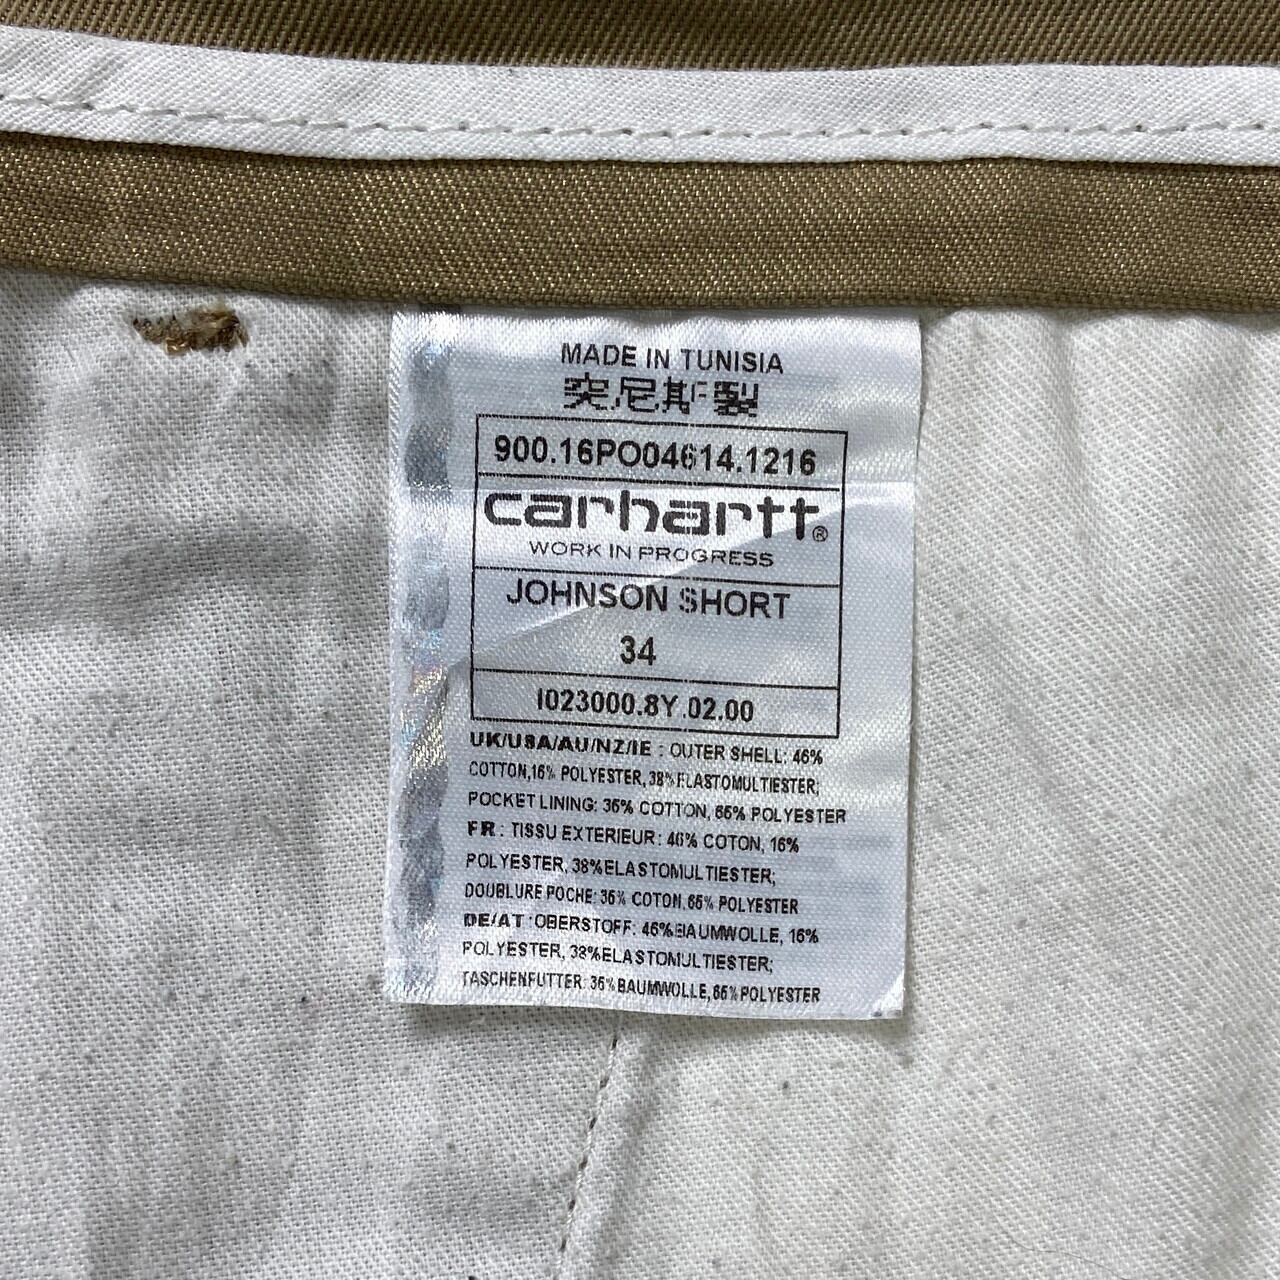 MADE IN TUNISIA
突尼斯製
900.16PO04614.1216
carhartt®
WORK IN PROGRESS
JOHNSON SHORT
34
I023000.8Y.02.00
UK/USA/AU/NZ/IE : OUTER SHELL: 46%
COTTON,16% POLYESTER, 38%ELASTOMULTIESTER;
POCKET LINING: 35% COTTON, 65% POLYESTER
FR : TISSU EXTERIEUR : 46% COTON, 16%
POLYESTER, 38%ELASTOMULTIESTER;
DOUBLURE POCHE: 35% COTON, 65% POLYESTER
DE/AT :OBERSTOFF: 46%BAUMWOLLE, 16%
POLYESTER, 38%ELASTOMULTIESTER;
TASCHENFUTTER: 35%BAUMWOLLE, 65%POLYESTER